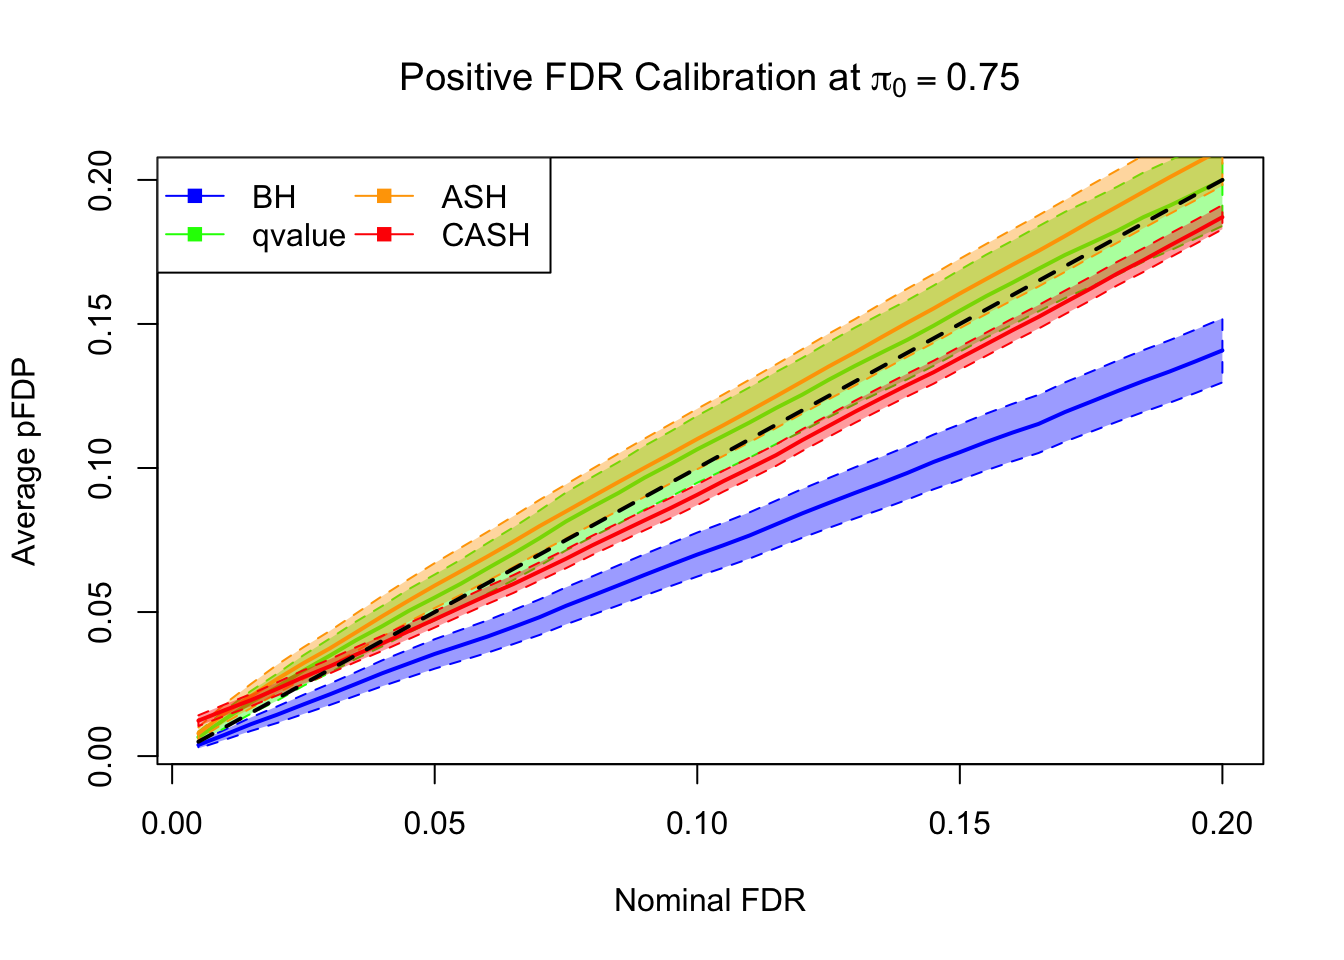 Positive FDR Calibration at π₀ = 0.75
BH ASH
qvalue CASH
Average pFDP
0.20
0.15
0.10
0.05
0.00
0.00 0.05 0.10 0.15 0.20
Nominal FDR